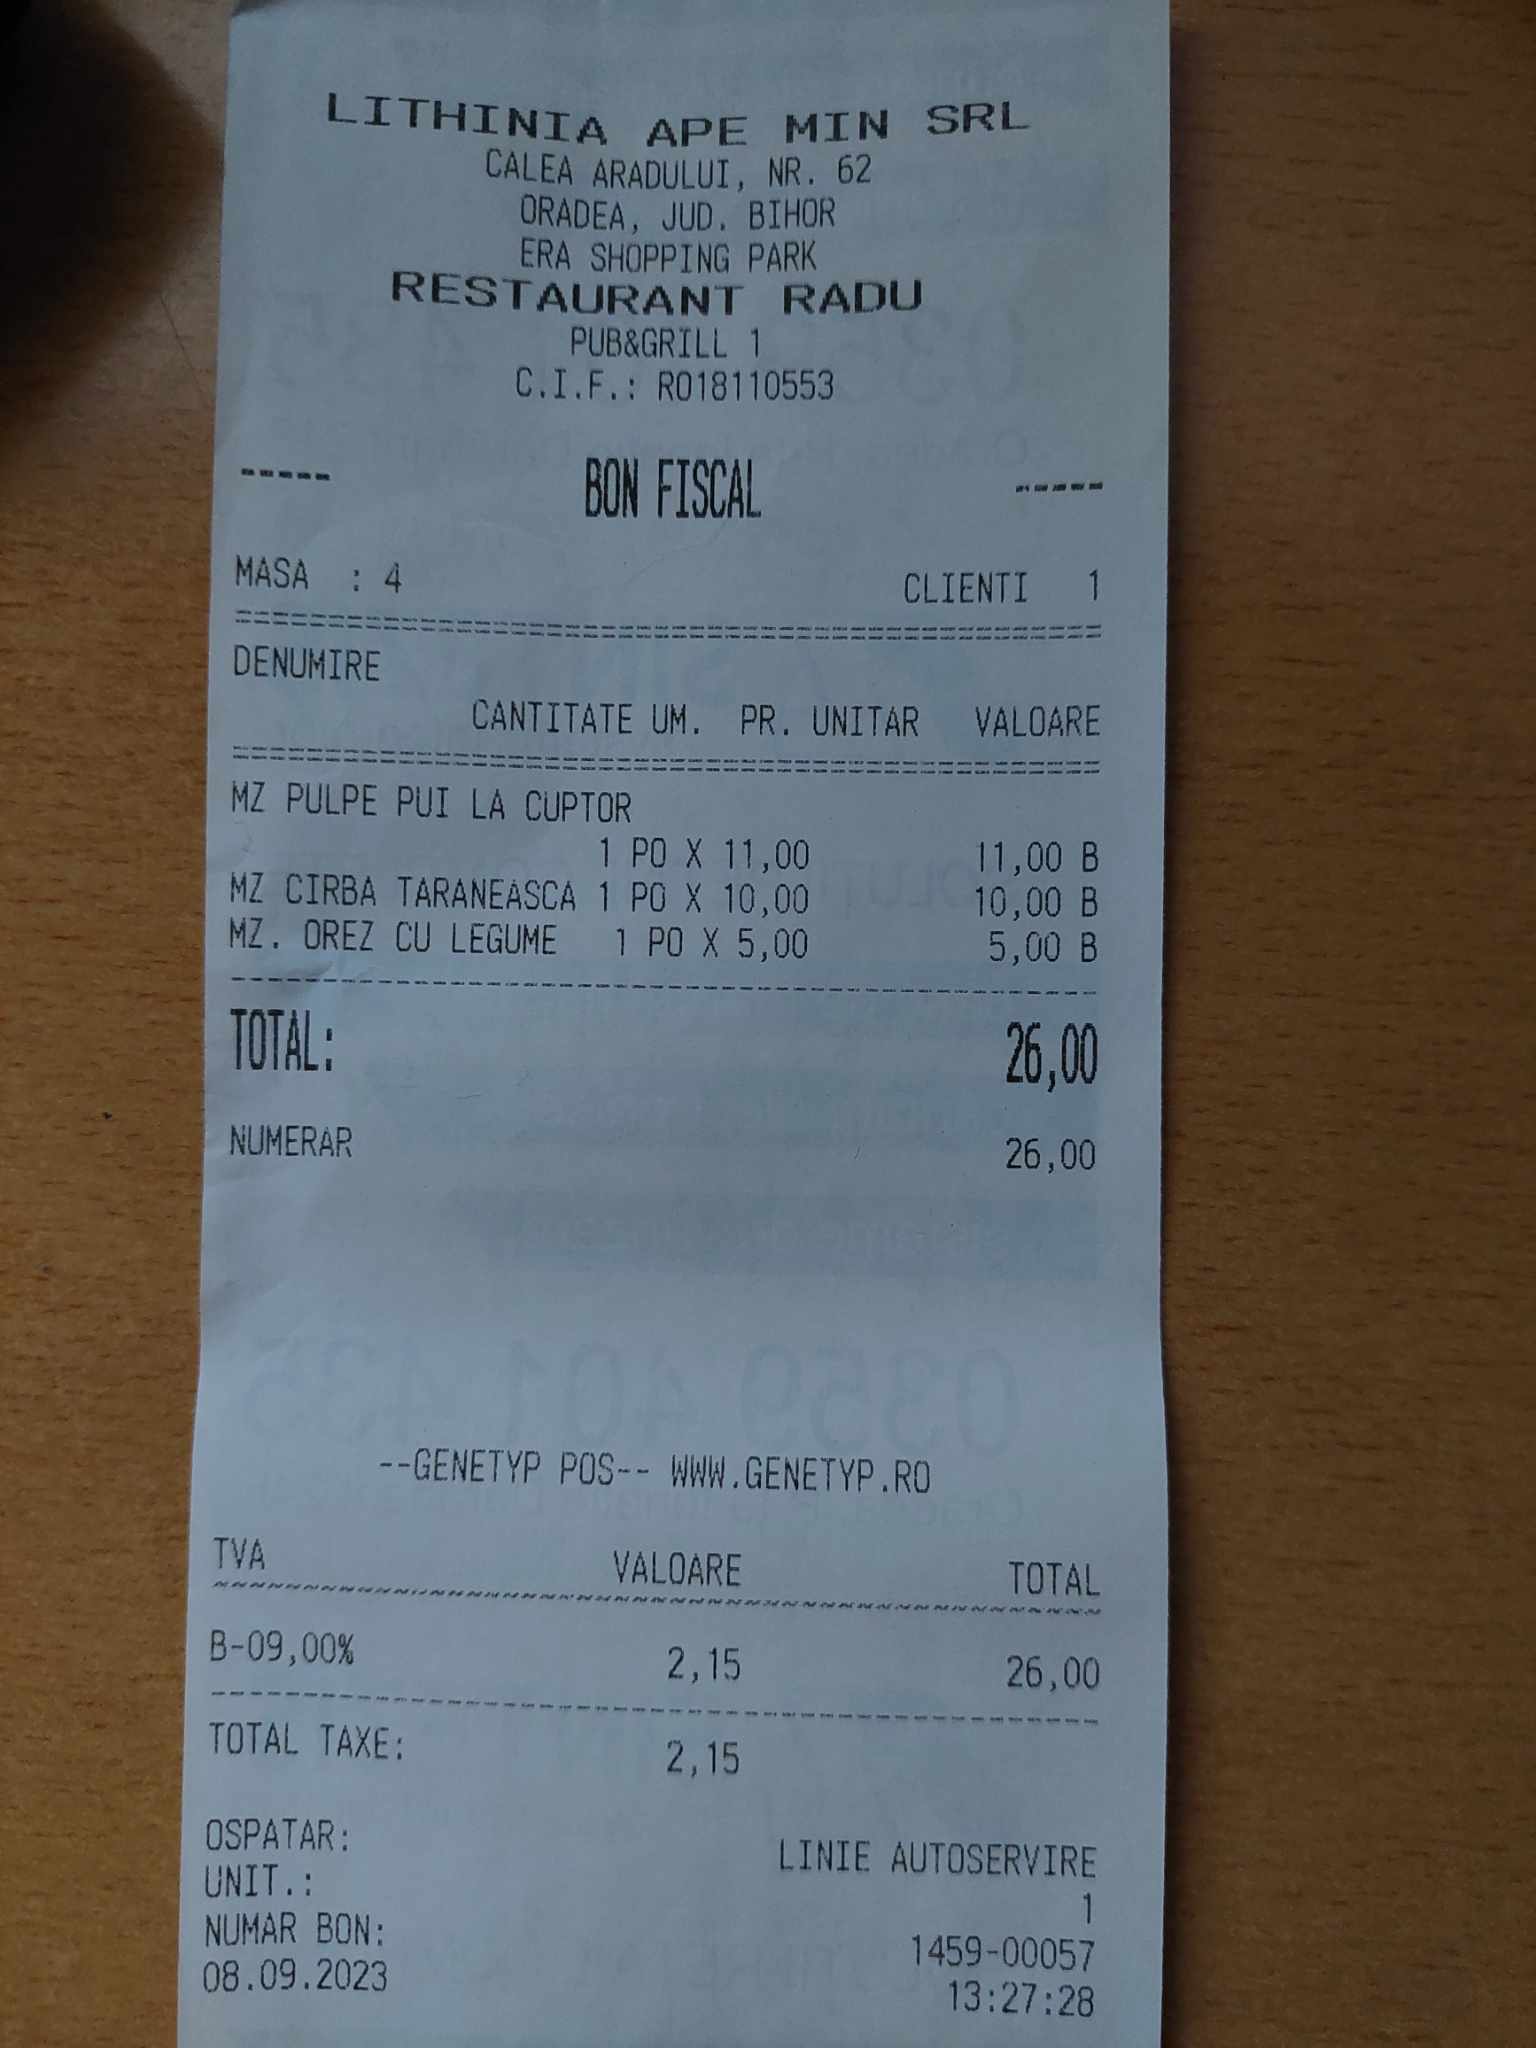 LITHINIA APE MIN SRL
CALEA ARADULUI, NR. 62
ORADEA, JUD. BIHOR
ERA SHOPPING PARK
RESTAURANT RADU
PUB&GRILL 1
C.I.F.: RO18110553
----- BON FISCAL -----
MASA : 4 CLIENTI 1
DENUMIRE
CANTITATE UM. PR. UNITAR VALOARE
MZ PULPE PUI LA CUPTOR
1 PO X 11,00 11,00 B
MZ CIRBA TARANEASCA 1 PO X 10,00 10,00 B
MZ. OREZ CU LEGUME 1 PO X 5,00 5,00 B
TOTAL: 26,00
NUMERAR 26,00
--GENETYP POS-- WWW.GENETYP.RO
TVA VALOARE TOTAL
B-09,00% 2,15 26,00
TOTAL TAXE: 2,15
OSPATAR: LINIE AUTOSERVIRE
UNIT.: 1
NUMAR BON: 1459-00057
08.09.2023 13:27:28